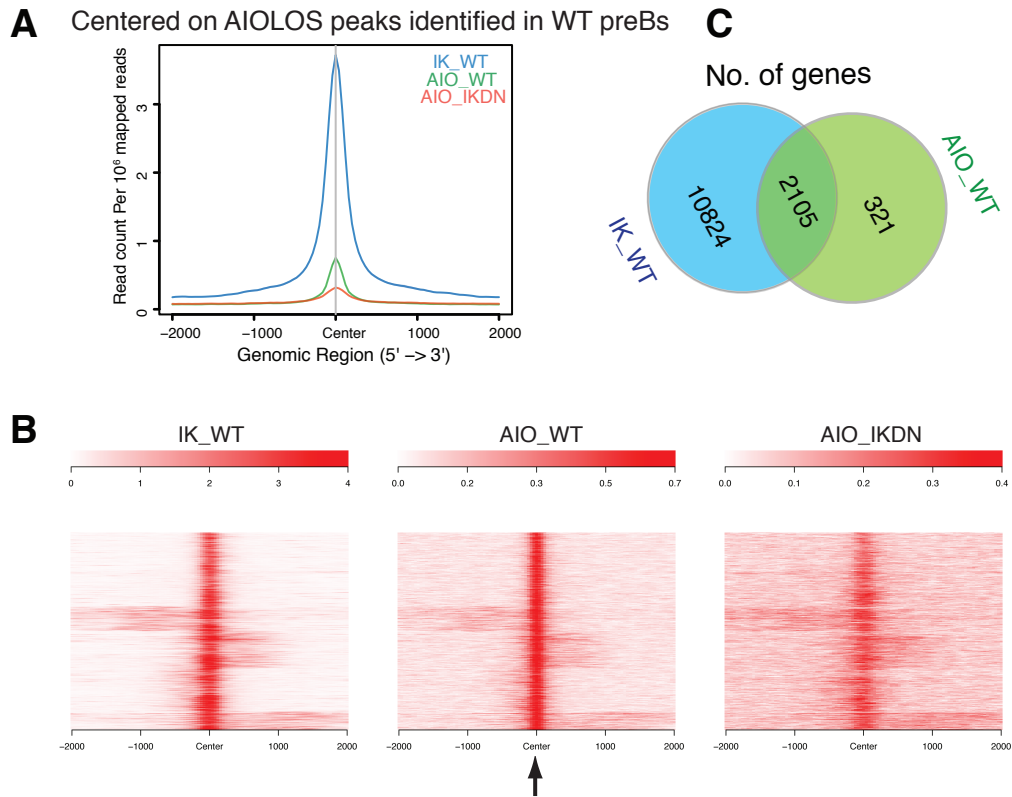 A
Centered on AIOLOS peaks identified in WT preBs
C
Read count Per 10⁶ mapped reads
0
1
2
3
IK_WT
AIO_WT
AIO_IKDN
−2000
−1000
Center
1000
2000
Genomic Region (5' −> 3')
No. of genes
10824
2105
321
IK_WT
AIO_WT
B
IK_WT
0 1 2 3 4
−2000 −1000 Center 1000 2000
AIO_WT
0.0 0.2 0.3 0.5 0.7
−2000 −1000 Center 1000 2000
AIO_IKDN
0.0 0.1 0.2 0.3 0.4
−2000 −1000 Center 1000 2000